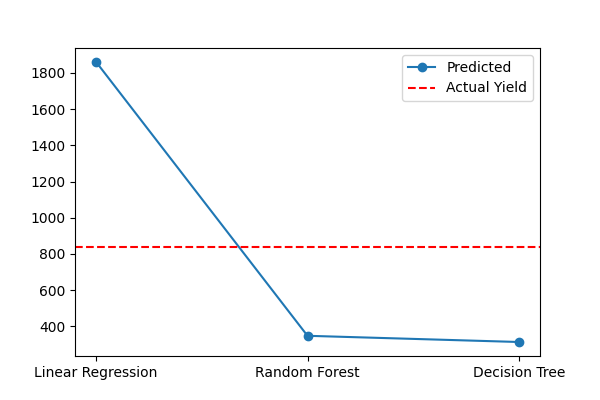 1800
1600
1400
1200
1000
800
600
400
Predicted
Actual Yield
Linear Regression
Random Forest
Decision Tree